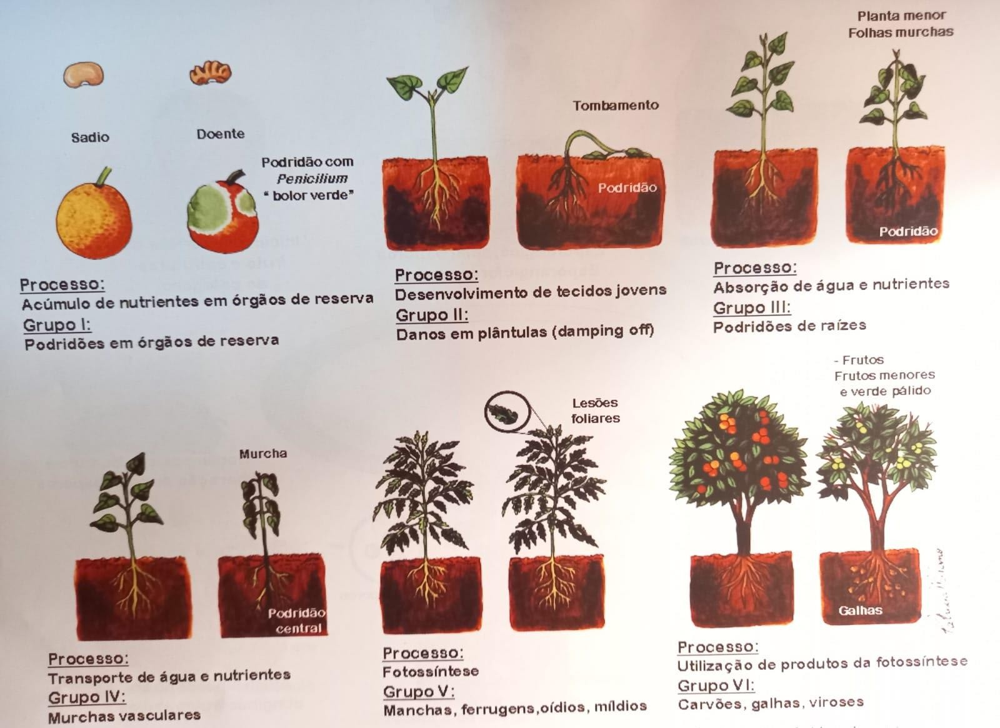 Sadio
Doente
Podridão com
Penicilium
“ bolor verde”
Processo:
Acúmulo de nutrientes em órgãos de reserva
Grupo I:
Podridões em órgãos de reserva
Tombamento
Podridão
Processo:
Desenvolvimento de tecidos jovens
Grupo II:
Danos em plântulas (damping off)
Planta menor
Folhas murchas
Podridão
Processo:
Absorção de água e nutrientes
Grupo III:
Podridões de raízes
Murcha
Podridão
central
Processo:
Transporte de água e nutrientes
Grupo IV:
Murchas vasculares
Lesões
foliares
Processo:
Fotossíntese
Grupo V:
Manchas, ferrugens,oídios, míldios
- Frutos
Frutos menores
e verde pálido
Galhas
Processo:
Utilização de produtos da fotossíntese
Grupo VI:
Carvões, galhas, viroses